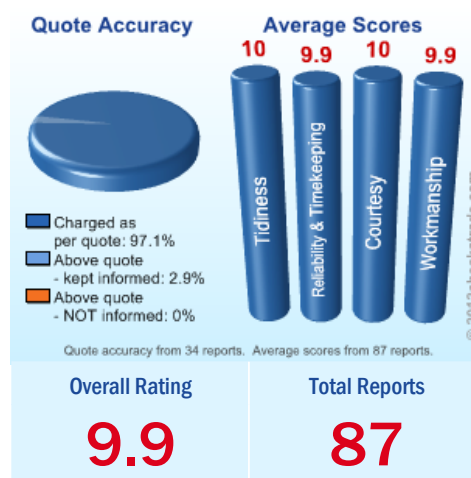 Quote Accuracy
Average Scores
10
9.9
10
9.9
Tidiness
Reliability & Timekeeping
Courtesy
Workmanship
Charged as
per quote: 97.1%
Above quote
- kept informed: 2.9%
Above quote
- NOT informed: 0%
Quote accuracy from 34 reports. Average scores from 87 reports.
Overall Rating
Total Reports
9.9
87